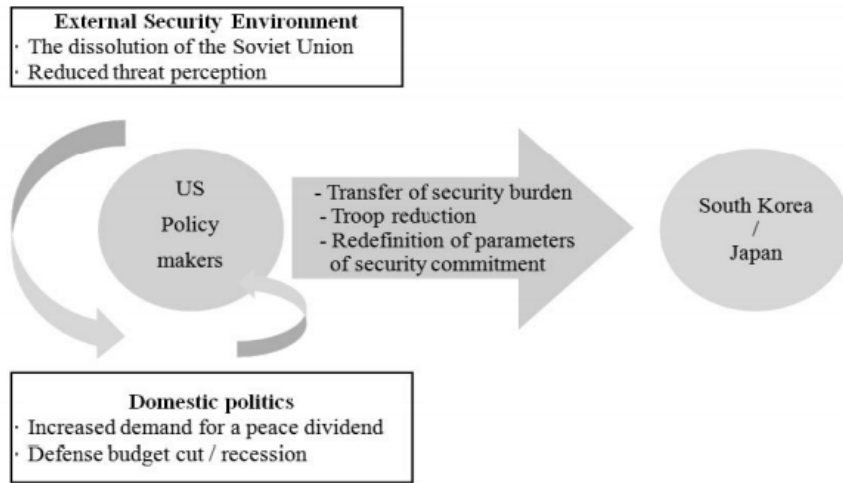 External Security Environment
· The dissolution of the Soviet Union
· Reduced threat perception
US
Policy
makers
- Transfer of security burden
- Troop reduction
- Redefinition of parameters
of security commitment
South Korea
/
Japan
Domestic politics
· Increased demand for a peace dividend
· Defense budget cut / recession